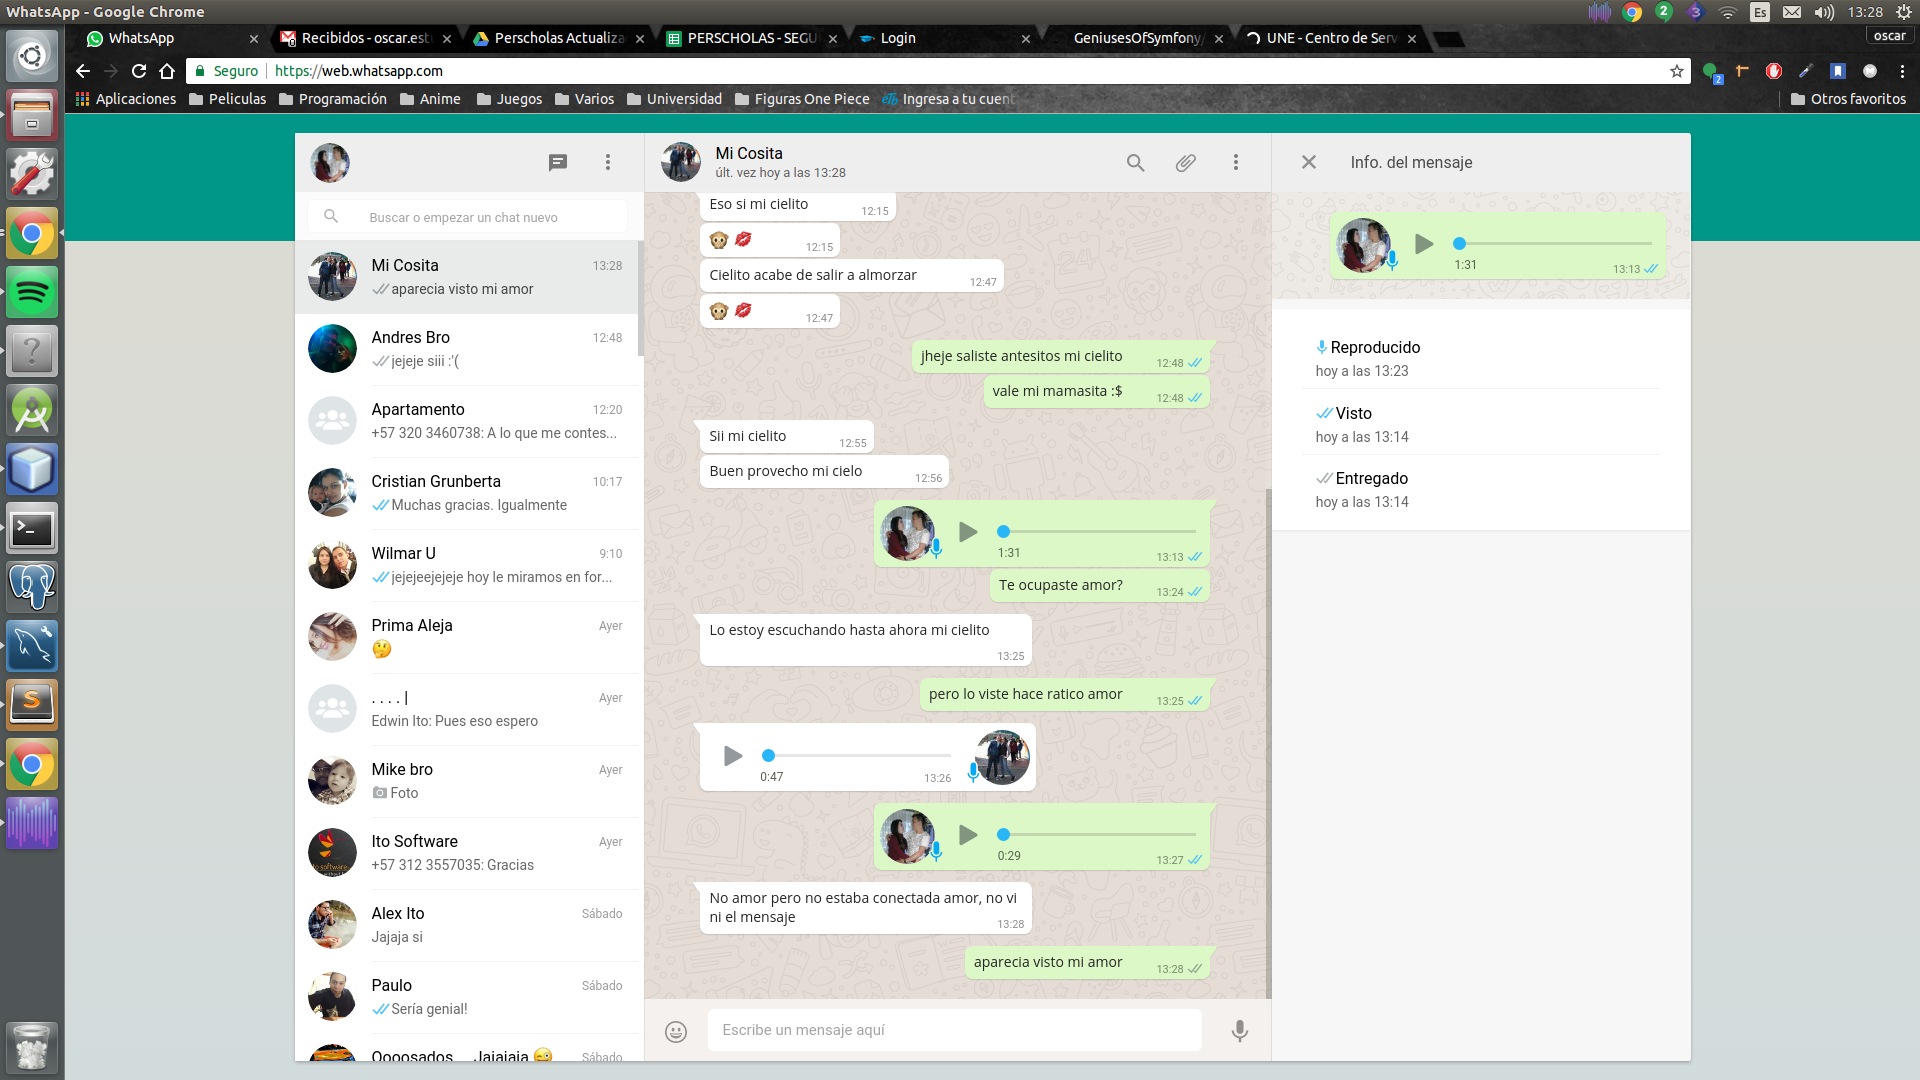 WhatsApp - Google Chrome
2
3
Es
13:28
WhatsApp
Recibidos - oscar.est
Perscholas Actualiza
PERSCHOLAS - SEGU
Login
GeniusesOfSymfony
UNE - Centro de Serv
oscar
Seguro
https://web.whatsapp.com
2
Aplicaciones
Peliculas
Programación
Anime
Juegos
Varios
Universidad
Figuras One Piece
Ingresa a tu cuent
Otros favoritos
Buscar o empezar un chat nuevo
Mi Cosita
13:28
aparecia visto mi amor
Andres Bro
12:48
jejeje siii :'(
Apartamento
12:20
+57 320 3460738: A lo que me contes...
Cristian Grunberta
10:17
Muchas gracias. Igualmente
Wilmar U
9:10
jejejeejejeje hoy le miramos en for...
Prima Aleja
Ayer
. . . . |
Ayer
Edwin Ito: Pues eso espero
Mike bro
Ayer
Foto
Ito Software
Ayer
+57 312 3557035: Gracias
Alex Ito
Sábado
Jajaja si
Paulo
Sábado
Sería genial!
Oooosados.... Jajajaja
Sábado
Mi Cosita
últ. vez hoy a las 13:28
Eso si mi cielito
12:15
12:15
Cielito acabe de salir a almorzar
12:47
12:47
jheje saliste antesitos mi cielito
12:48
vale mi mamasita :$
12:48
Sii mi cielito
12:55
Buen provecho mi cielo
12:56
1:31
13:13
Te ocupaste amor?
13:24
Lo estoy escuchando hasta ahora mi cielito
13:25
pero lo viste hace ratico amor
13:25
0:47
13:26
0:29
13:27
No amor pero no estaba conectada amor, no vi
ni el mensaje
13:28
aparecia visto mi amor
13:28
Escribe un mensaje aquí
Info. del mensaje
1:31
13:13
Reproducido
hoy a las 13:23
Visto
hoy a las 13:14
Entregado
hoy a las 13:14